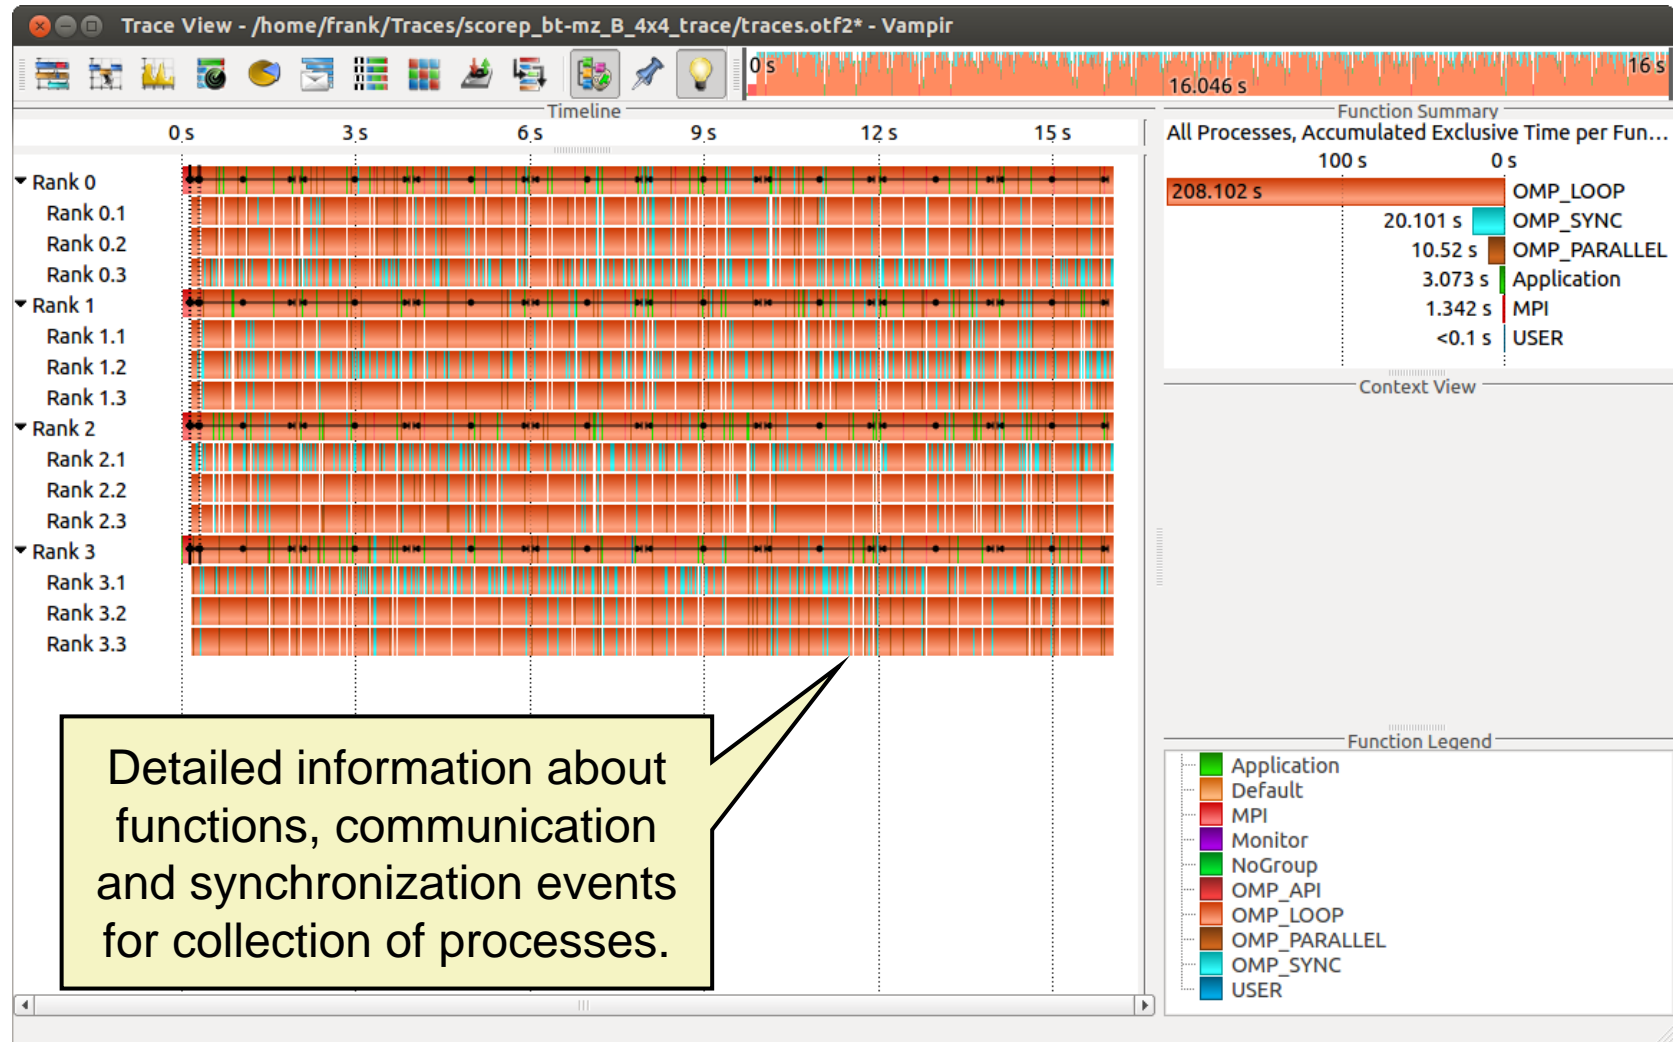 Trace View - /home/frank/Traces/scorep_bt-mz_B_4x4_trace/traces.otf2* - Vampir
0 s
16 s
16.046 s
Timeline
0 s 3 s 6 s 9 s 12 s 15 s
Rank 0
Rank 0.1
Rank 0.2
Rank 0.3
Rank 1
Rank 1.1
Rank 1.2
Rank 1.3
Rank 2
Rank 2.1
Rank 2.2
Rank 2.3
Rank 3
Rank 3.1
Rank 3.2
Rank 3.3
Detailed information about
functions, communication
and synchronization events
for collection of processes.
Function Summary
All Processes, Accumulated Exclusive Time per Fun...
100 s 0 s
208.102 s OMP_LOOP
20.101 s OMP_SYNC
10.52 s OMP_PARALLEL
3.073 s Application
1.342 s MPI
<0.1 s USER
Context View
Function Legend
Application
Default
MPI
Monitor
NoGroup
OMP_API
OMP_LOOP
OMP_PARALLEL
OMP_SYNC
USER